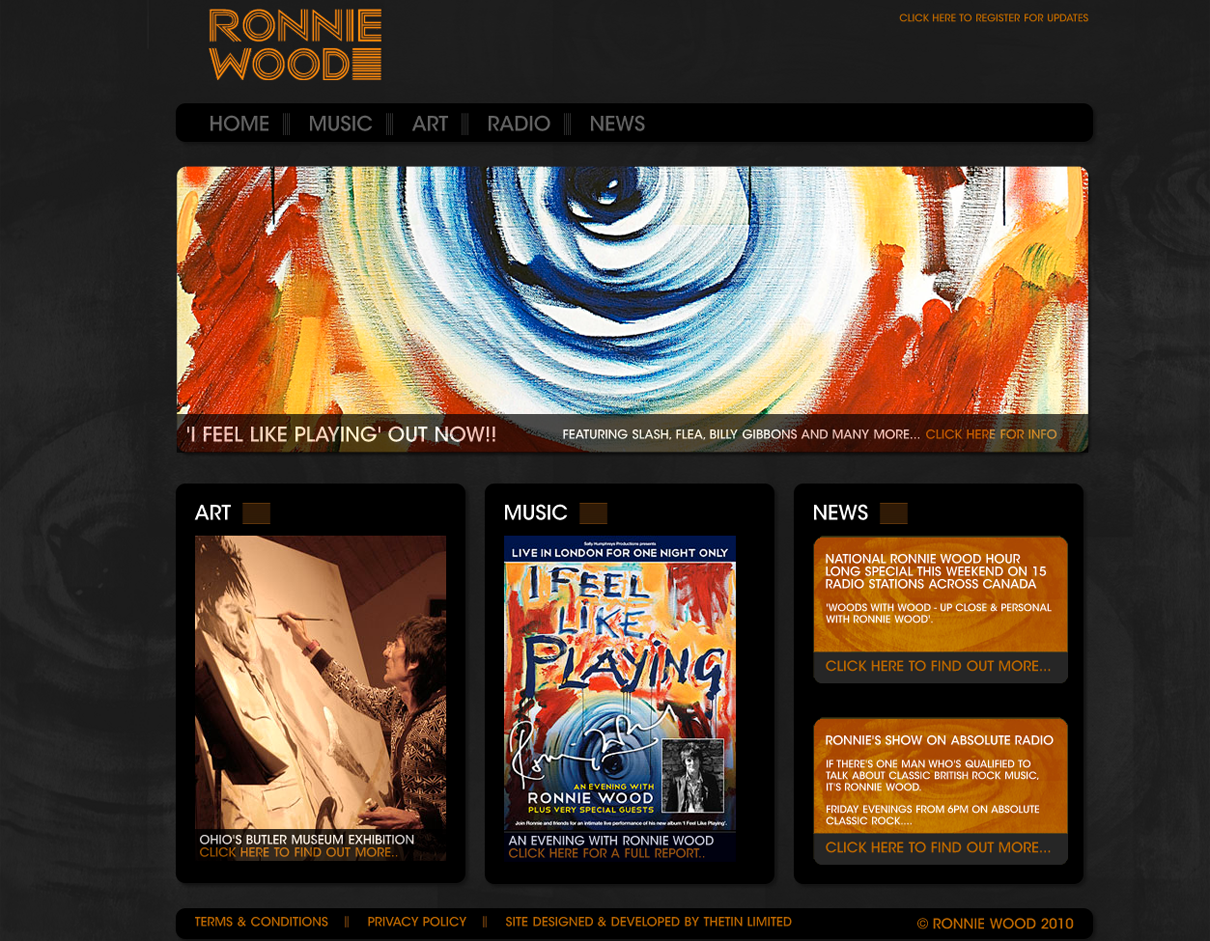 RONNIE
WOOD
CLICK HERE TO REGISTER FOR UPDATES
HOME MUSIC ART RADIO NEWS
'I FEEL LIKE PLAYING' OUT NOW!! FEATURING SLASH, FLEA, BILLY GIBBONS AND MANY MORE... CLICK HERE FOR INFO
ART
OHIO'S BUTLER MUSEUM EXHIBITION
CLICK HERE TO FIND OUT MORE..
MUSIC
Sally Humphreys Productions presents
LIVE IN LONDON FOR ONE NIGHT ONLY
I FEEL
LIKE
PLAYING
AN EVENING WITH
RONNIE WOOD
PLUS VERY SPECIAL GUESTS
Join Ronnie and friends for an intimate live performance of his new album 'I Feel Like Playing'.
AN EVENING WITH RONNIE WOOD
CLICK HERE FOR A FULL REPORT..
NEWS
NATIONAL RONNIE WOOD HOUR
LONG SPECIAL THIS WEEKEND ON 15
RADIO STATIONS ACROSS CANADA
'WOODS WITH WOOD - UP CLOSE & PERSONAL
WITH RONNIE WOOD'.
CLICK HERE TO FIND OUT MORE...
RONNIE'S SHOW ON ABSOLUTE RADIO
IF THERE'S ONE MAN WHO'S QUALIFIED TO
TALK ABOUT CLASSIC BRITISH ROCK MUSIC,
IT'S RONNIE WOOD.
FRIDAY EVENINGS FROM 6PM ON ABSOLUTE
CLASSIC ROCK....
CLICK HERE TO FIND OUT MORE...
TERMS & CONDITIONS || PRIVACY POLICY || SITE DESIGNED & DEVELOPED BY THETIN LIMITED © RONNIE WOOD 2010